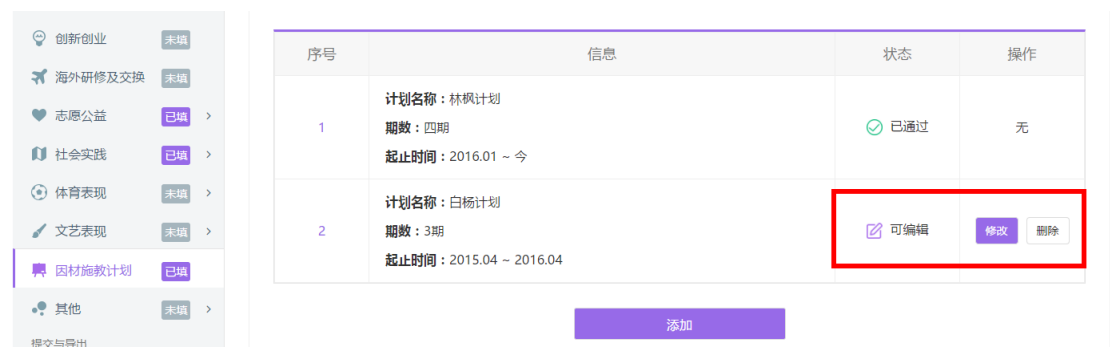 创新创业 未填
海外研修及交换 未填
志愿公益 已填
社会实践 已填
体育表现 未填
文艺表现 未填
因材施教计划 已填
其他 未填
提交与导出
序号 信息 状态 操作
计划名称：林枫计划
1 期数：四期 已通过 无
起止时间：2016.01 ~ 今
计划名称：白杨计划
2 期数：3期 可编辑 修改 删除
起止时间：2015.04 ~ 2016.04
添加